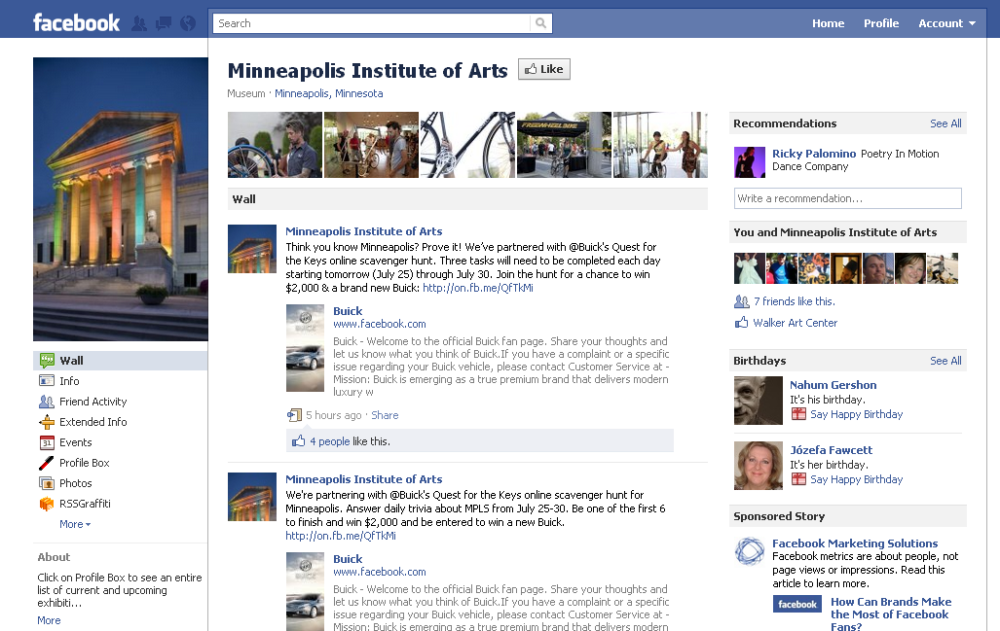 facebook
Search
Home Profile Account
Minneapolis Institute of Arts Like
Museum · Minneapolis, Minnesota
FREEWHEEL BIKE
Wall
Minneapolis Institute of Arts
Think you know Minneapolis? Prove it! We've partnered with @Buick's Quest for
the Keys online scavenger hunt. Three tasks will need to be completed each day
starting tomorrow (July 25) through July 30. Join the hunt for a chance to win
$2,000 & a brand new Buick: http://on.fb.me/QfTkMi
Buick
www.facebook.com
Buick - Welcome to the official Buick fan page. Share your thoughts and
let us know what you think of Buick.If you have a complaint or a specific
issue regarding your Buick vehicle, please contact Customer Service at -
Mission: Buick is emerging as a true premium brand that delivers modern
luxury w
5 hours ago · Share
4 people like this.
Minneapolis Institute of Arts
We're partnering with @Buick's Quest for the Keys online scavenger hunt for
Minneapolis. Answer daily trivia about MPLS from July 25-30. Be one of the first 6
to finish and win $2,000 and be entered to win a new Buick.
http://on.fb.me/QfTkMi
Buick
www.facebook.com
Buick - Welcome to the official Buick fan page. Share your thoughts and
let us know what you think of Buick.If you have a complaint or a specific
issue regarding your Buick vehicle, please contact Customer Service at -
Mission: Buick is emerging as a true premium brand that delivers modern
Wall
Info
Friend Activity
Extended Info
Events
Profile Box
Photos
RSSGraffiti
More
About
Click on Profile Box to see an entire
list of current and upcoming
exhibiti...
More
Recommendations See All
Ricky Palomino Poetry In Motion
Dance Company
Write a recommendation...
You and Minneapolis Institute of Arts
7 friends like this.
Walker Art Center
Birthdays See All
Nahum Gershon
It's his birthday.
Say Happy Birthday
Józefa Fawcett
It's her birthday.
Say Happy Birthday
Sponsored Story
Facebook Marketing Solutions
Facebook metrics are about people, not
page views or impressions. Read this
article to learn more.
facebook
How Can Brands Make
the Most of Facebook
Fans?